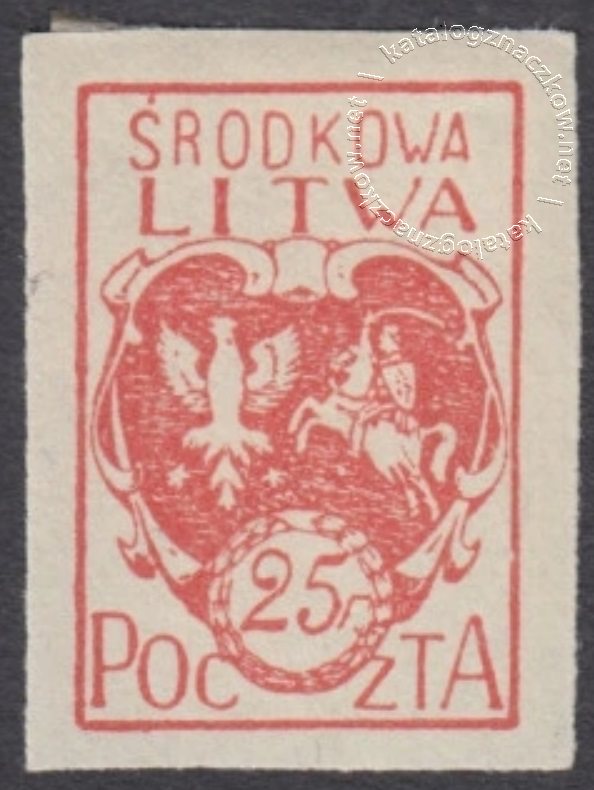 ŚRODKOWA
LITWA
25 F
POCZTA
katalogznaczkow.net | katalogznaczkow.net |